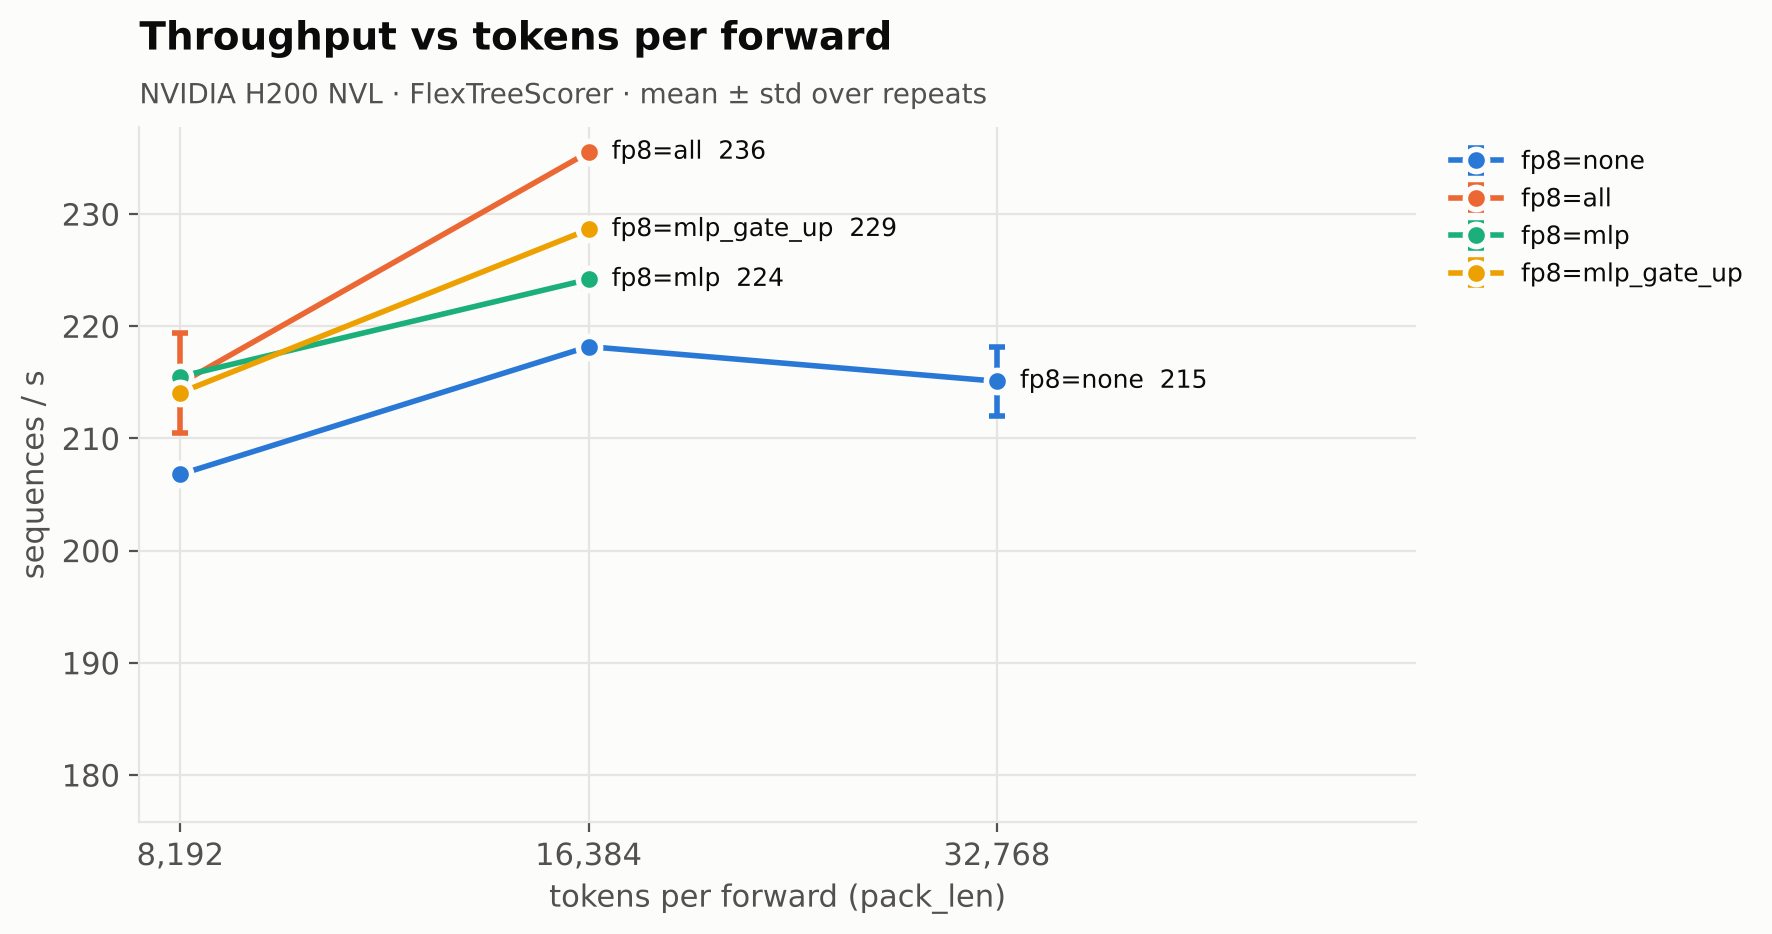 Throughput vs tokens per forward
NVIDIA H200 NVL · FlexTreeScorer · mean ± std over repeats
fp8=all 236
fp8=mlp_gate_up 229
fp8=mlp 224
fp8=none 215
fp8=none
fp8=all
fp8=mlp
fp8=mlp_gate_up
230
220
210
200
190
180
sequences / s
8,192 16,384 32,768
tokens per forward (pack_len)